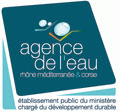 agence
de l'eau
rhône méditerranée & corse
établissement public du ministère
chargé du développement durable